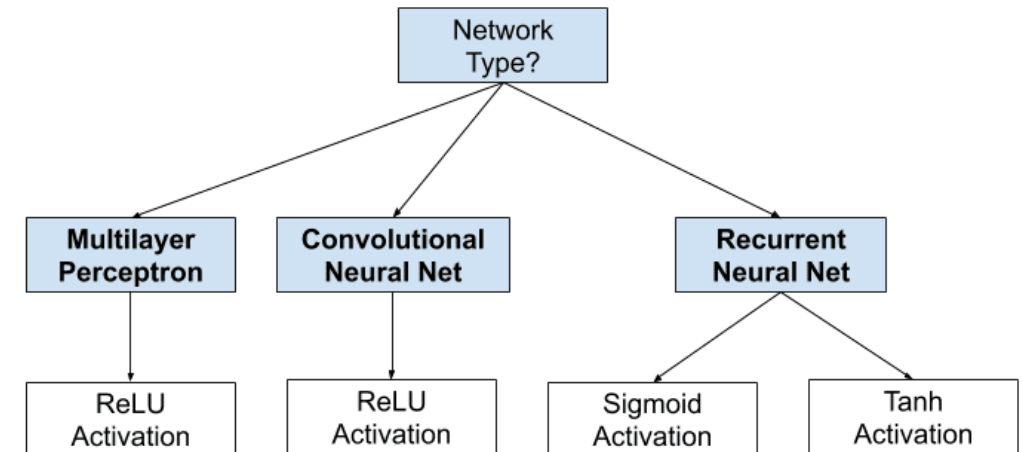 Network
Type?
Multilayer
Perceptron
Convolutional
Neural Net
Recurrent
Neural Net
ReLU
Activation
ReLU
Activation
Sigmoid
Activation
Tanh
Activation